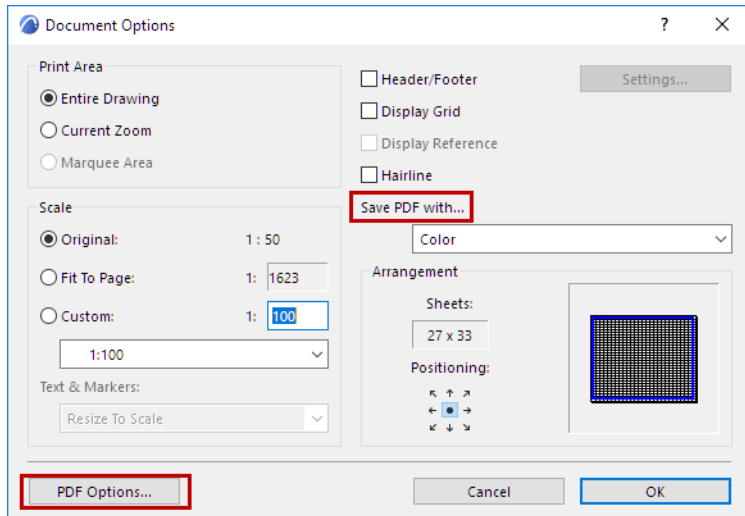 Document Options
Print Area
Entire Drawing
Current Zoom
Marquee Area
Header/Footer
Settings...
Display Grid
Display Reference
Hairline
Save PDF with...
Color
Scale
Original: 1 : 50
Fit To Page: 1: 1623
Custom: 1: 100
1:100
Text & Markers:
Resize To Scale
Arrangement
Sheets:
27 x 33
Positioning:
PDF Options...
Cancel
OK